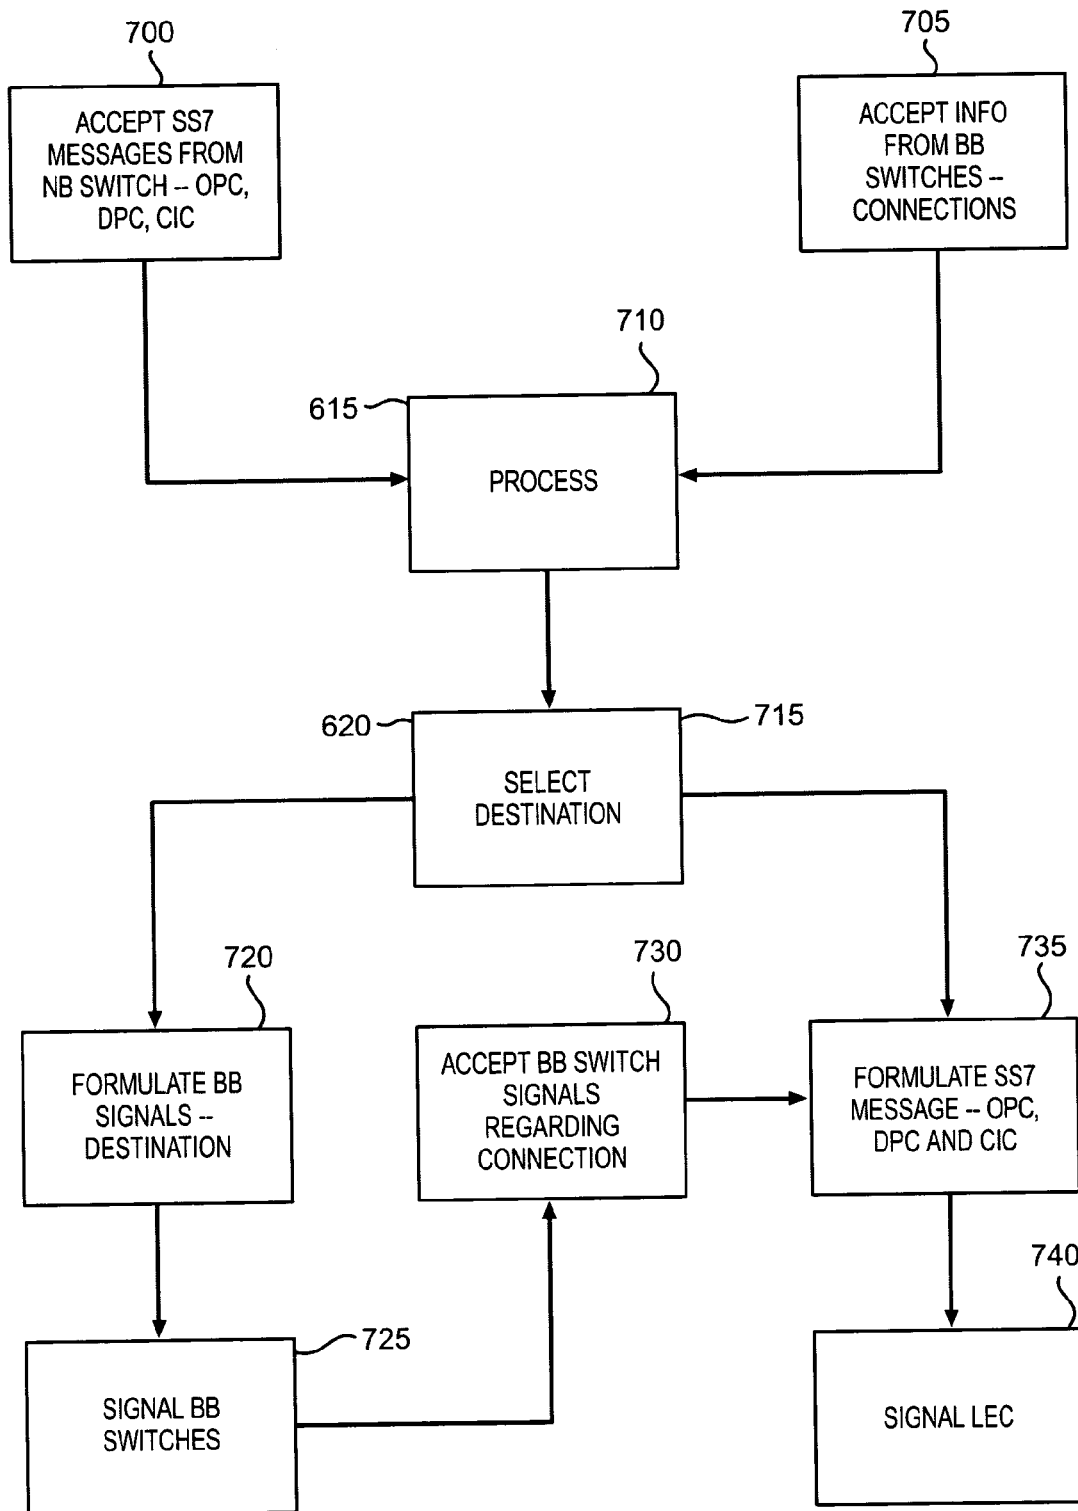 700
705
ACCEPT SS7
MESSAGES FROM
NB SWITCH -- OPC,
DPC, CIC
ACCEPT INFO
FROM BB
SWITCHES --
CONNECTIONS
710
615
PROCESS
620
715
SELECT
DESTINATION
720
730
735
FORMULATE BB
SIGNALS --
DESTINATION
ACCEPT BB SWITCH
SIGNALS
REGARDING
CONNECTION
FORMULATE SS7
MESSAGE -- OPC,
DPC AND CIC
725
740
SIGNAL BB
SWITCHES
SIGNAL LEC